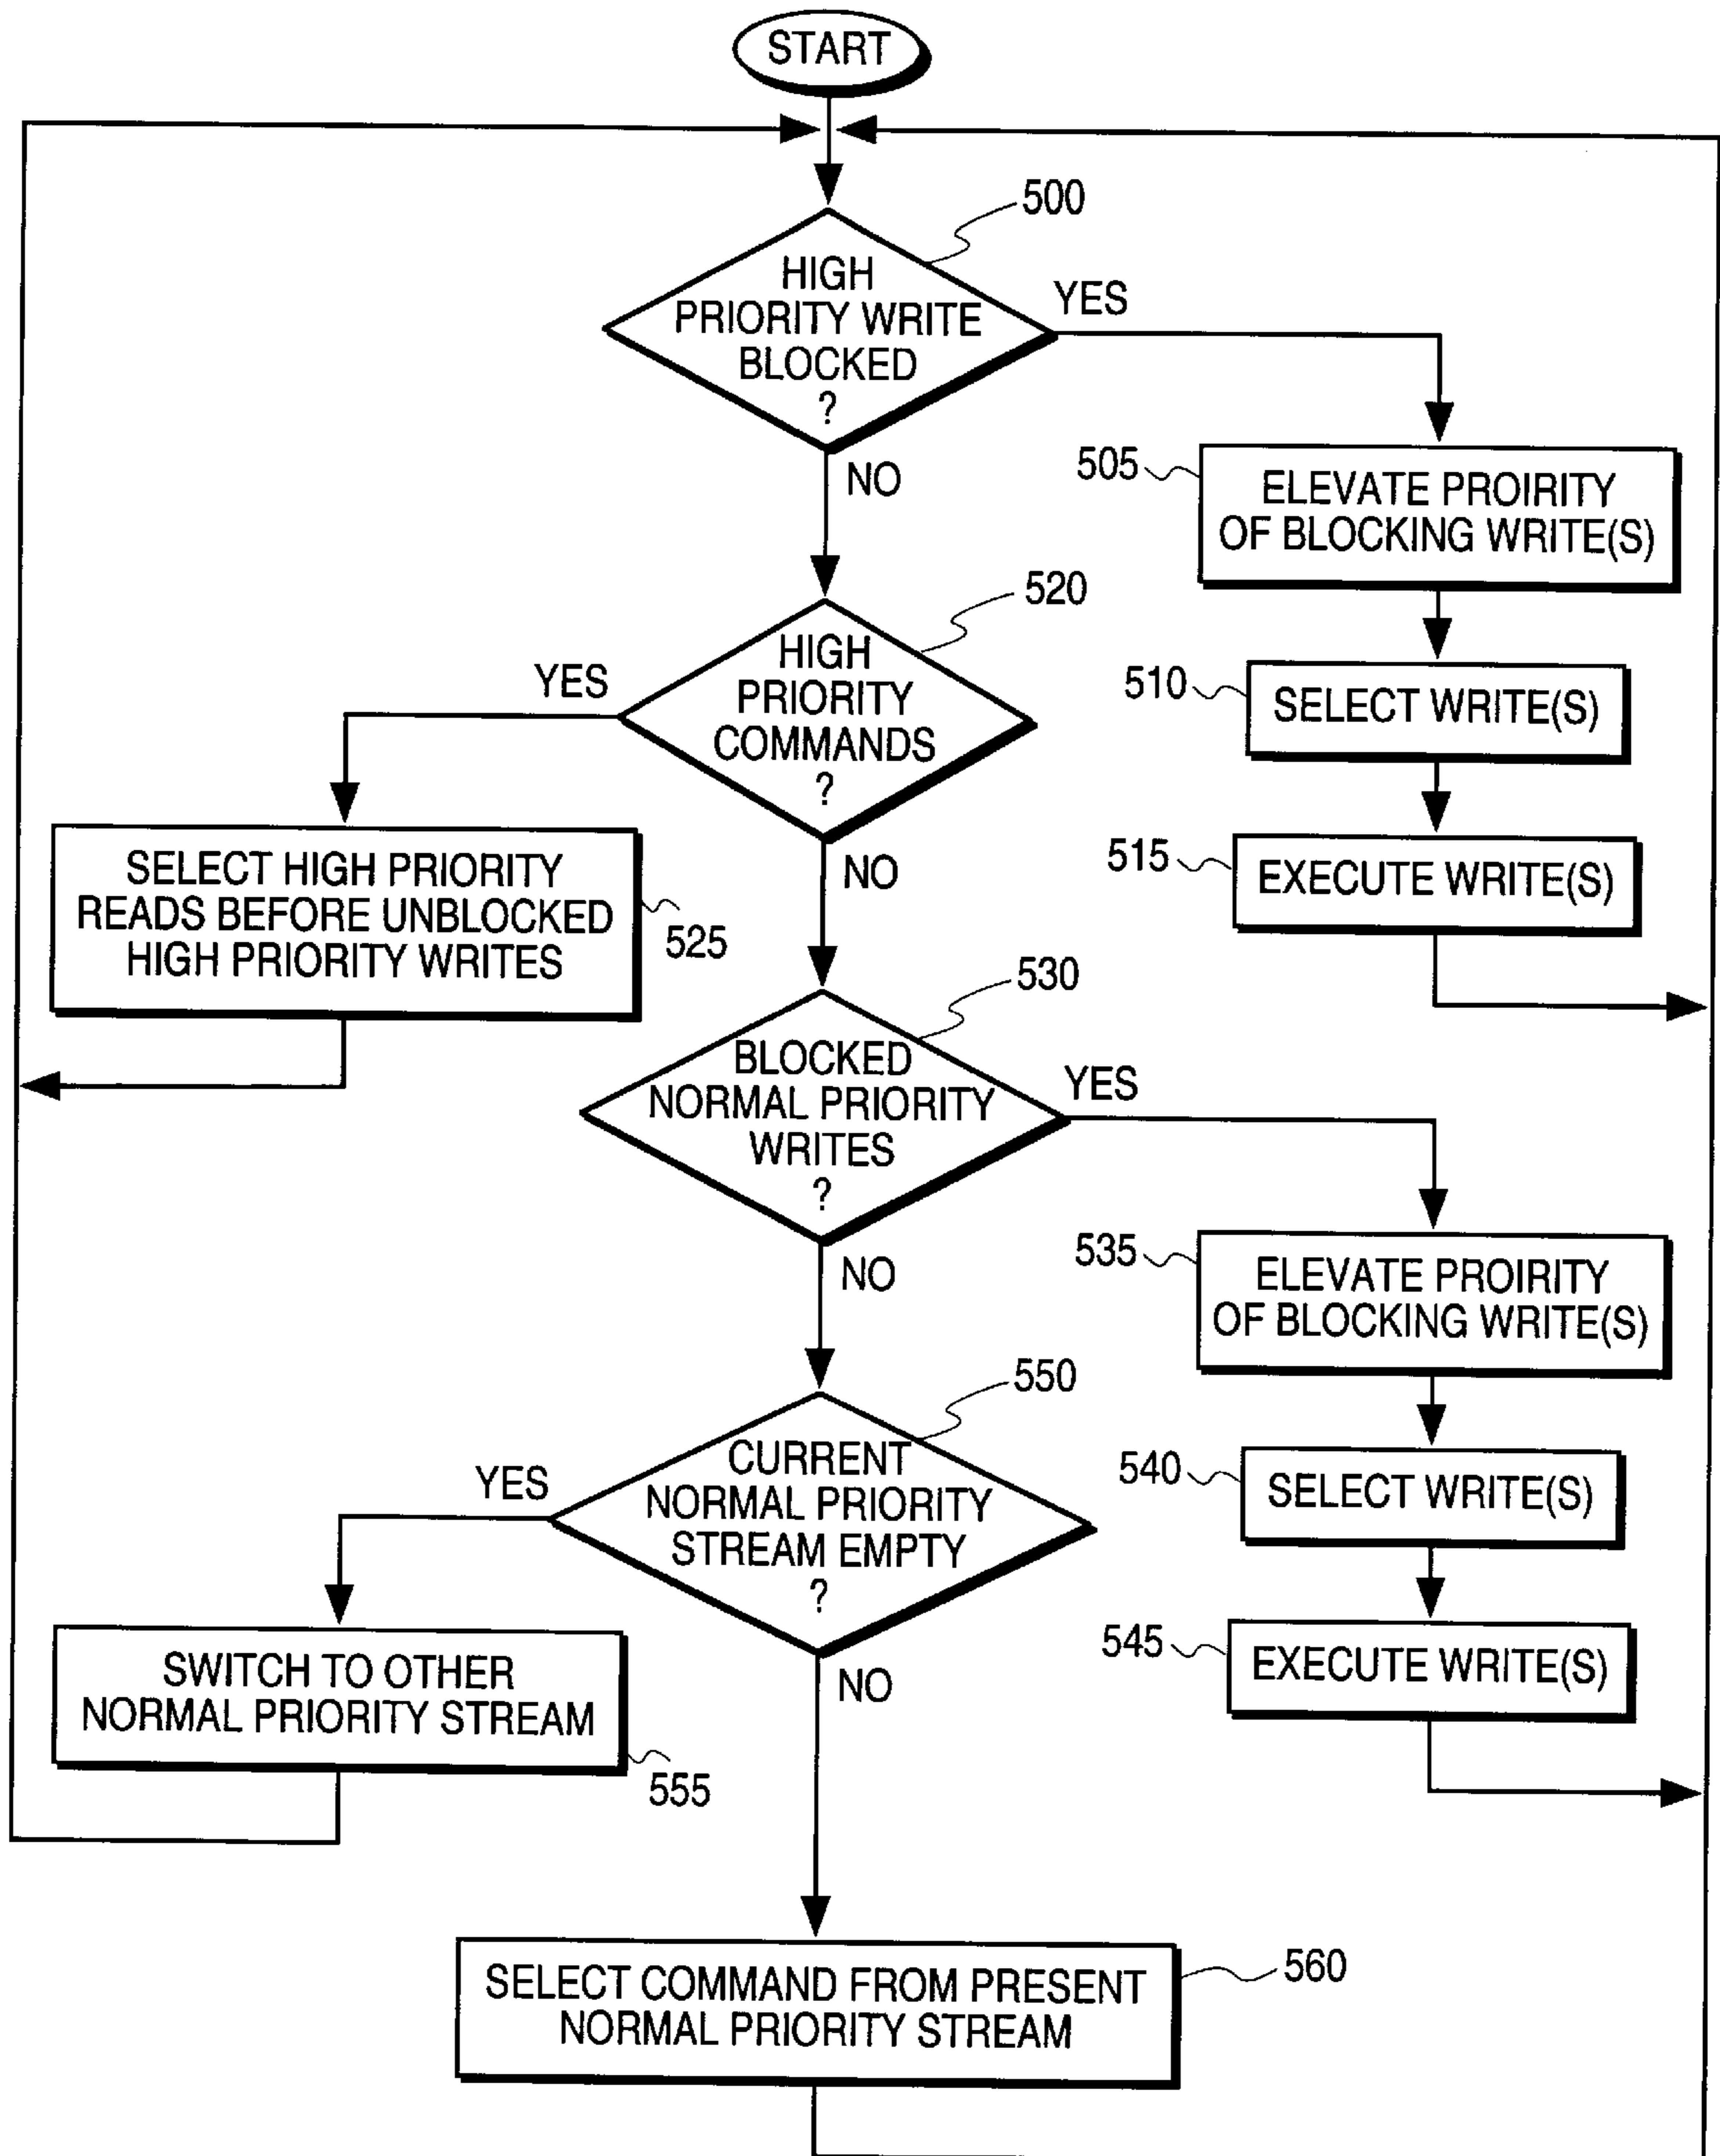 START
500
HIGH
PRIORITY WRITE
BLOCKED
?
YES
NO
505
ELEVATE PROIRITY
OF BLOCKING WRITE(S)
510
SELECT WRITE(S)
515
EXECUTE WRITE(S)
520
HIGH
PRIORITY
COMMANDS
?
YES
NO
SELECT HIGH PRIORITY
READS BEFORE UNBLOCKED
HIGH PRIORITY WRITES
525
530
BLOCKED
NORMAL PRIORITY
WRITES
?
YES
NO
535
ELEVATE PROIRITY
OF BLOCKING WRITE(S)
540
SELECT WRITE(S)
545
EXECUTE WRITE(S)
550
CURRENT
NORMAL PRIORITY
STREAM EMPTY
?
YES
NO
SWITCH TO OTHER
NORMAL PRIORITY STREAM
555
SELECT COMMAND FROM PRESENT
NORMAL PRIORITY STREAM
560